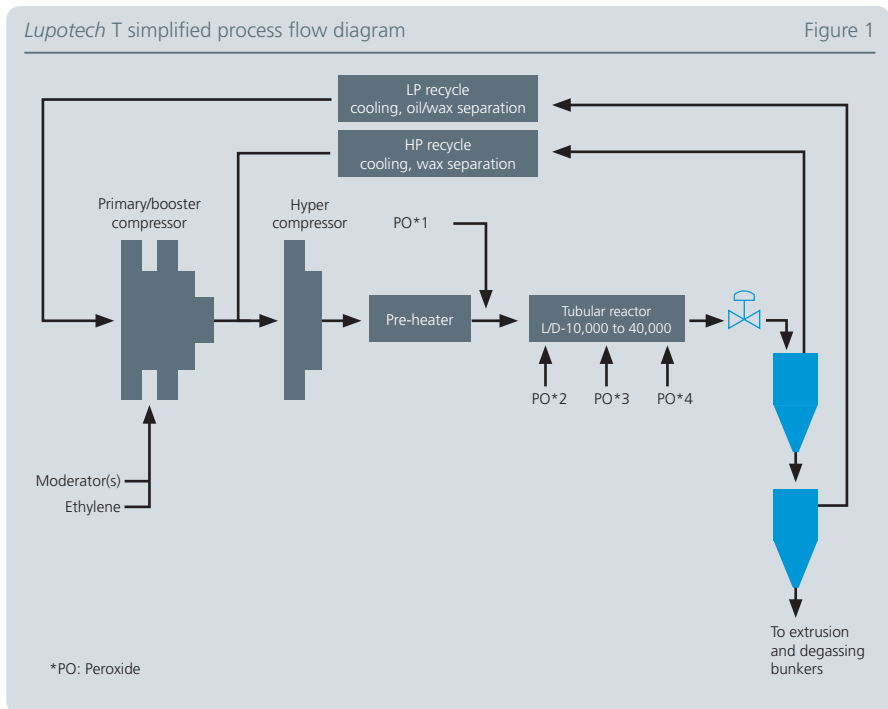 Lupotech T simplified process flow diagram
Figure 1
LP recycle
cooling, oil/wax separation
HP recycle
cooling, wax separation
Primary/booster
compressor
Hyper
compressor
PO*1
Pre-heater
Tubular reactor
L/D-10,000 to 40,000
PO*2
PO*3
PO*4
Moderator(s)
Ethylene
To extrusion
and degassing
bunkers
*PO: Peroxide